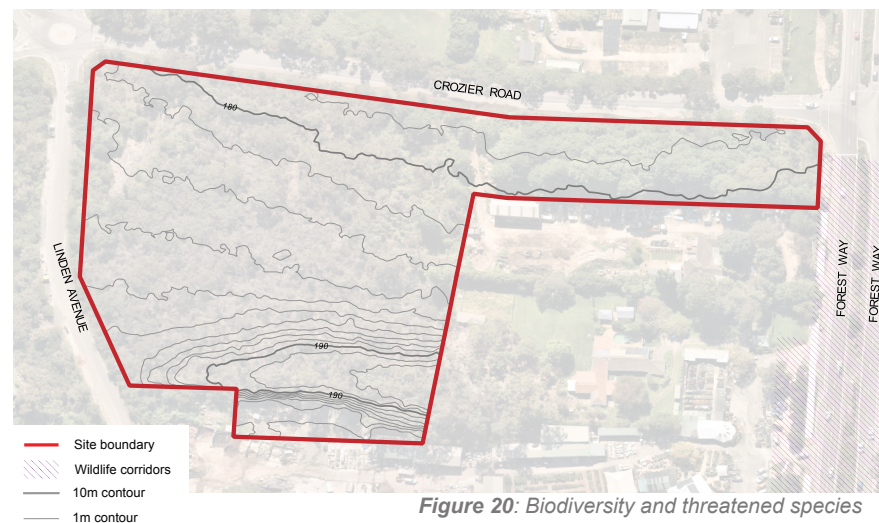 CROZIER ROAD
180
LINDEN AVENUE
FOREST WAY
FOREST WAY
190
190
Site boundary
Wildlife corridors
10m contour
1m contour
Figure 20: Biodiversity and threatened species